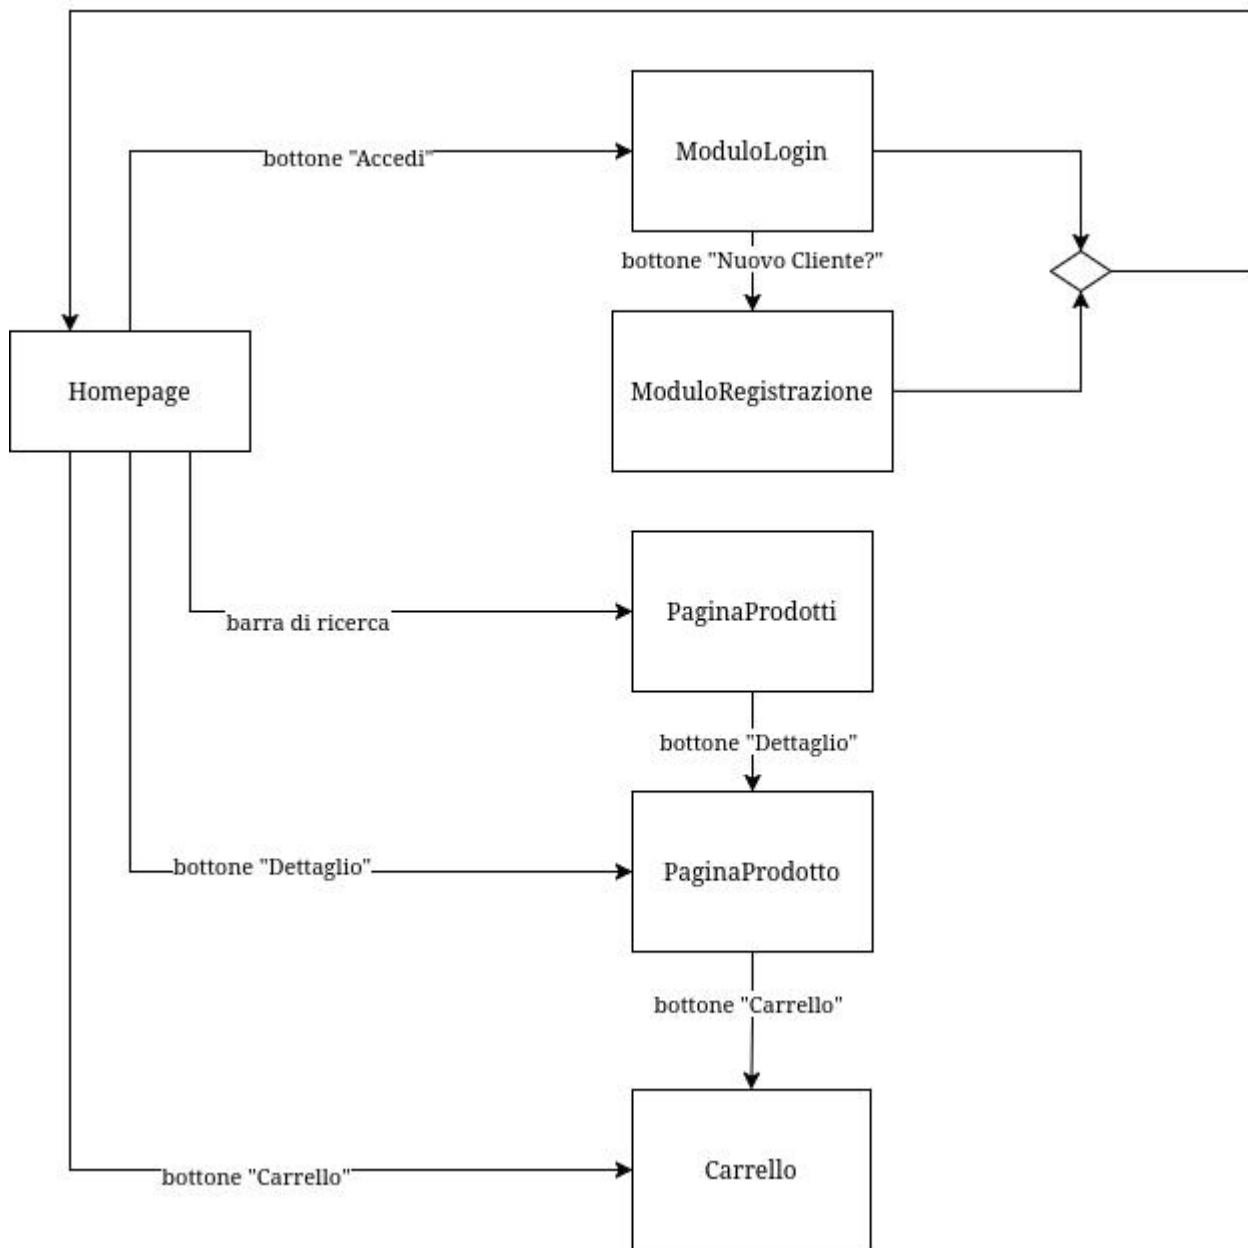 ModuloLogin
bottone "Accedi"
bottone "Nuovo Cliente?"
Homepage
ModuloRegistrazione
PaginaProdotti
barra di ricerca
bottone "Dettaglio"
bottone "Dettaglio"
PaginaProdotto
bottone "Carrello"
bottone "Carrello"
Carrello